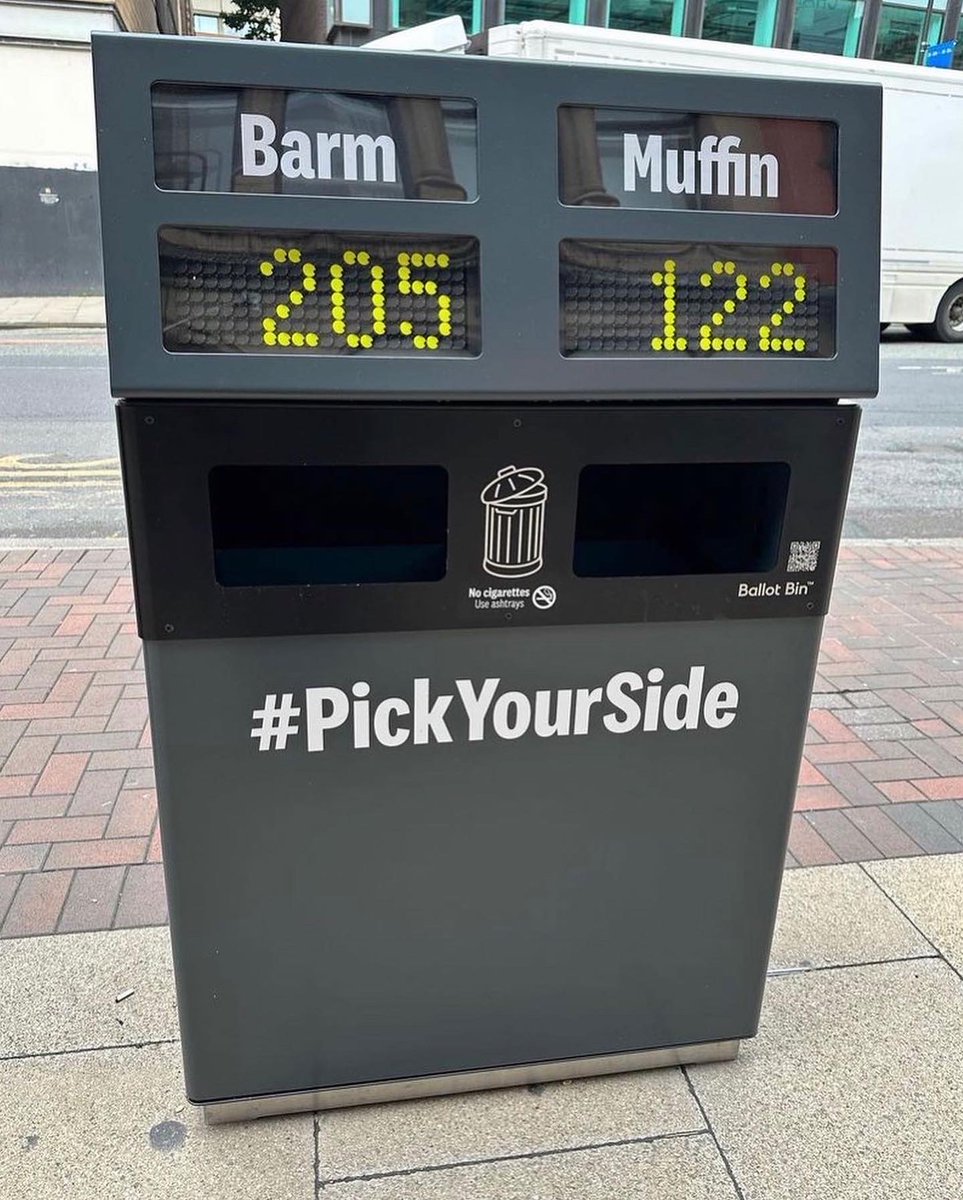 Barm
Muffin
205
122
No cigarettes
Use ashtrays
Ballot Bin™
#PickYourSide